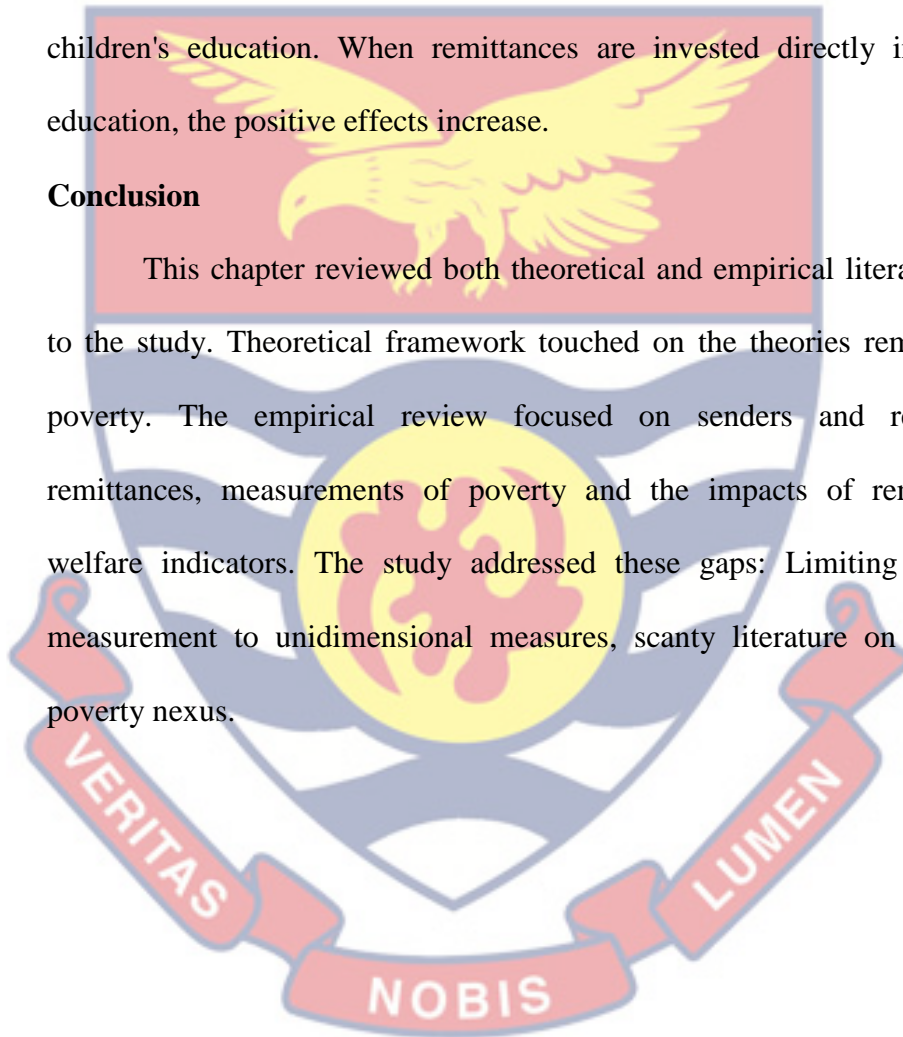 children's education. When remittances are invested directly i
education, the positive effects increase.
Conclusion
This chapter reviewed both theoretical and empirical litera
to the study. Theoretical framework touched on the theories rem
poverty. The empirical review focused on senders and re
remittances, measurements of poverty and the impacts of rem
welfare indicators. The study addressed these gaps: Limiting
measurement to unidimensional measures, scanty literature on
poverty nexus.
VERITAS
NOBIS
LUMEN